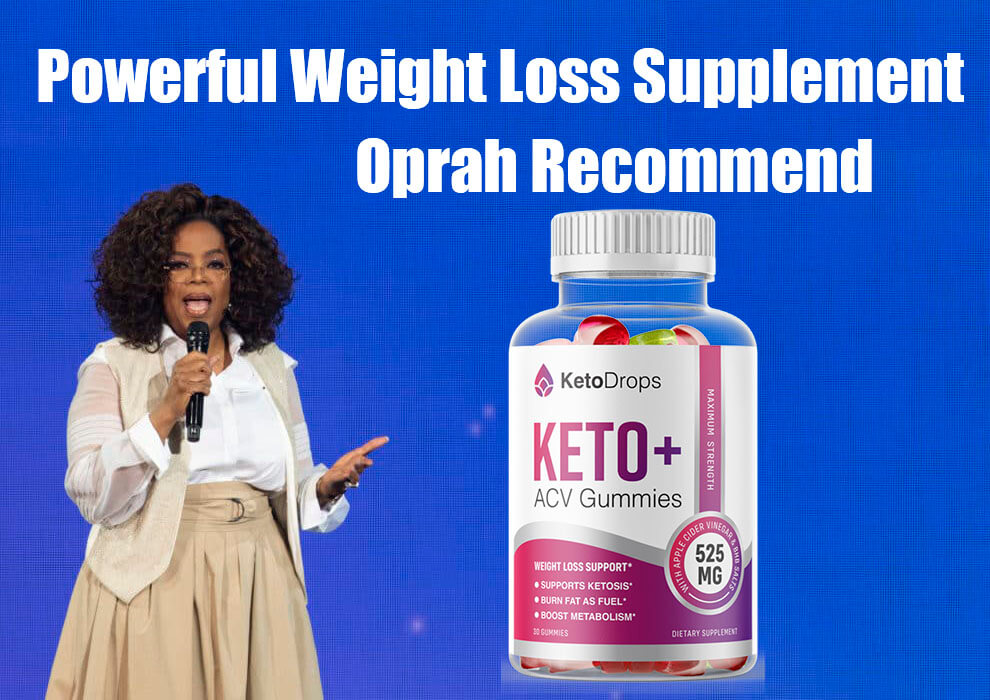 Powerful Weight Loss Supplement
Oprah Recommend
KetoDrops
KETO+
ACV Gummies
MAXIMUM STRENGTH
WITH APPLE CIDER VINEGAR & BHB SALTS
525
MG
WEIGHT LOSS SUPPORT*
• SUPPORTS KETOSIS*
• BURN FAT AS FUEL*
• BOOST METABOLISM*
30 GUMMIES
DIETARY SUPPLEMENT